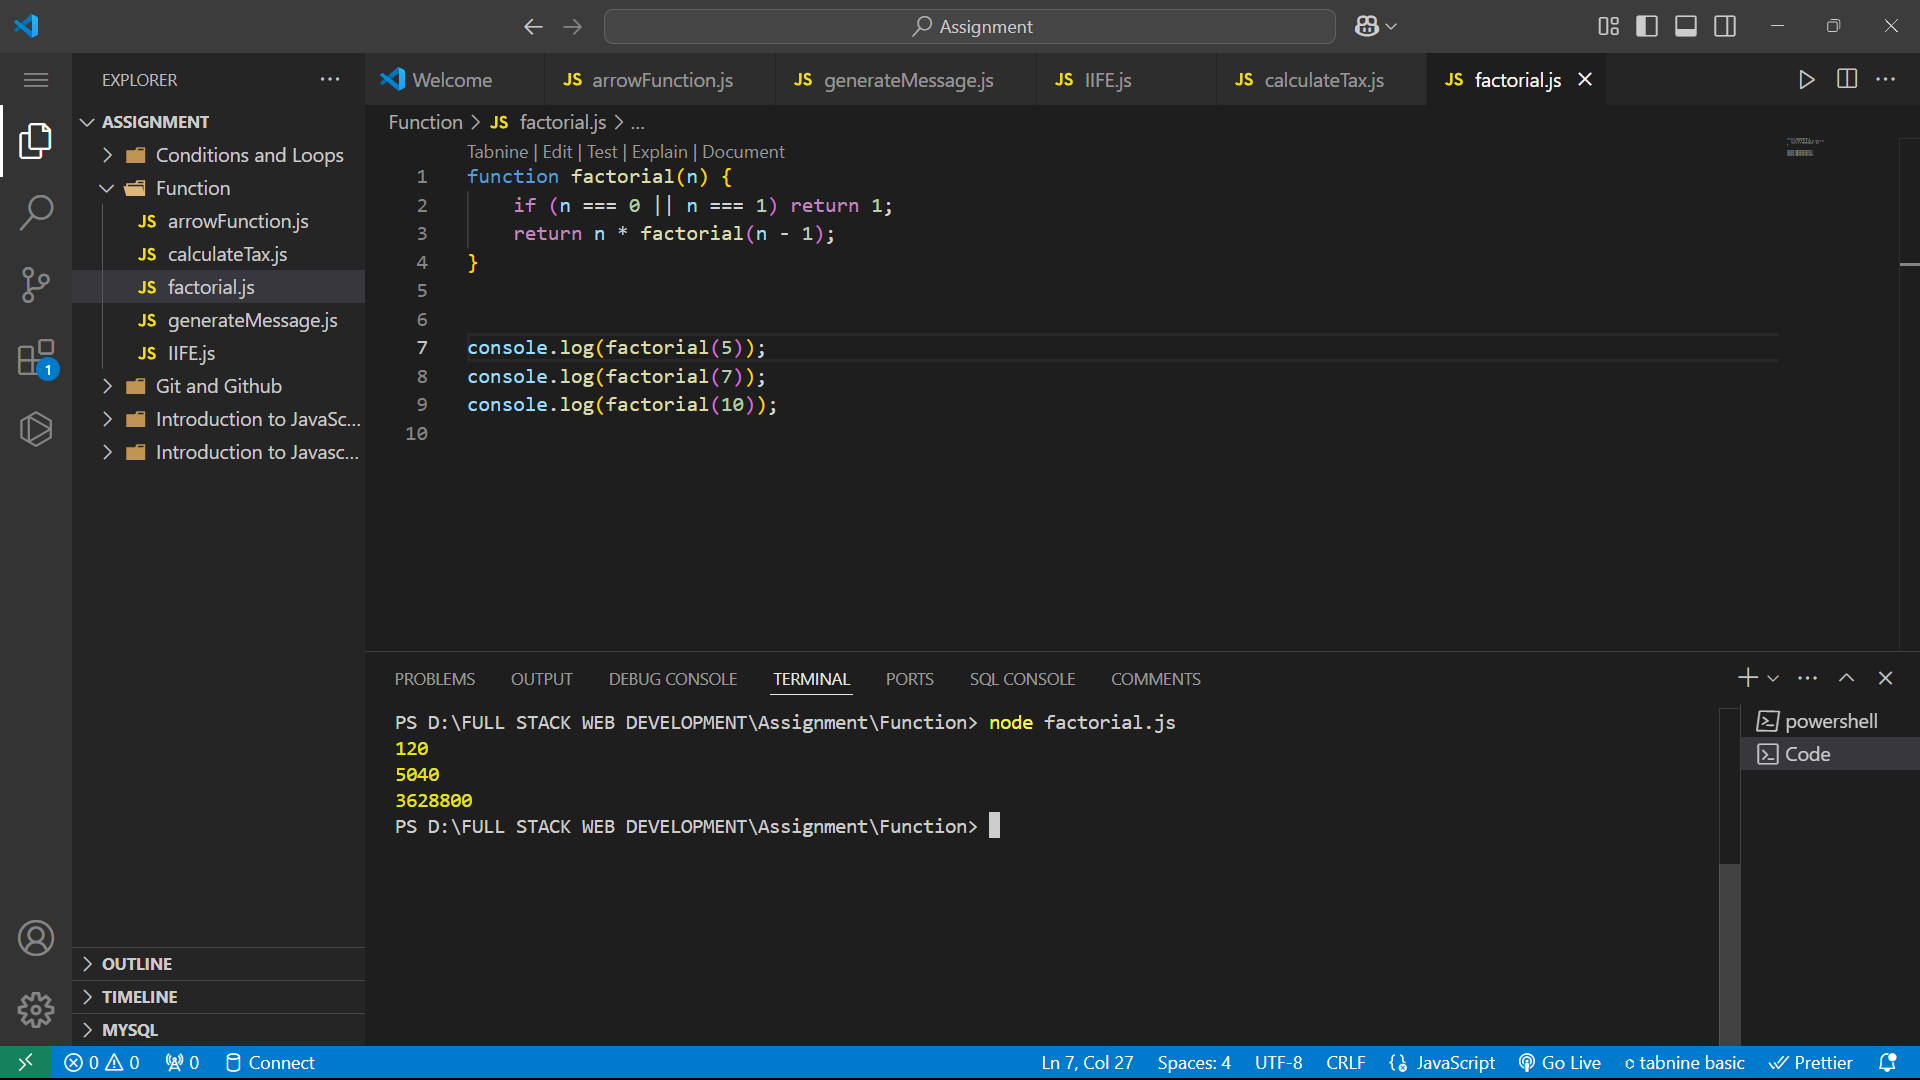 Assignment
EXPLORER
ASSIGNMENT
Conditions and Loops
Function
JS arrowFunction.js
JS calculateTax.js
JS factorial.js
JS generateMessage.js
JS IIFE.js
Git and Github
Introduction to JavaSc...
Introduction to Javasc...
OUTLINE
TIMELINE
MYSQL
1
Welcome
JS arrowFunction.js
JS generateMessage.js
JS IIFE.js
JS calculateTax.js
JS factorial.js
Function > JS factorial.js > ...
Tabnine | Edit | Test | Explain | Document
1 function factorial(n) {
2 if (n === 0 || n === 1) return 1;
3 return n * factorial(n - 1);
4 }
5
6
7 console.log(factorial(5));
8 console.log(factorial(7));
9 console.log(factorial(10));
10
PROBLEMS OUTPUT DEBUG CONSOLE TERMINAL PORTS SQL CONSOLE COMMENTS
PS D:\FULL STACK WEB DEVELOPMENT\Assignment\Function> node factorial.js
120
5040
3628800
PS D:\FULL STACK WEB DEVELOPMENT\Assignment\Function>
powershell
Code
0 0 0 Connect
Ln 7, Col 27 Spaces: 4 UTF-8 CRLF JavaScript Go Live tabnine basic Prettier